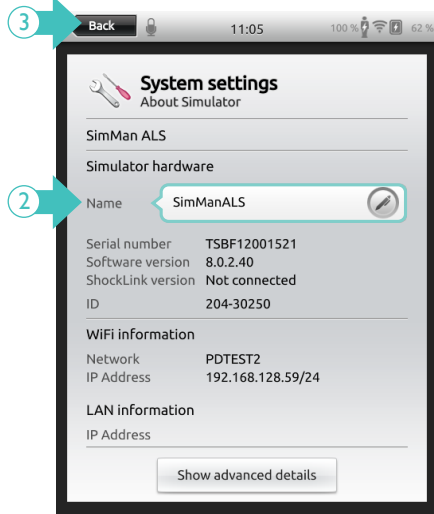 3
Back
11:05
100 %
62 %
System settings
About Simulator
SimMan ALS
Simulator hardware
2
Name SimManALS
Serial number TSBF12001521
Software version 8.0.2.40
ShockLink version Not connected
ID 204-30250
WiFi information
Network PDTEST2
IP Address 192.168.128.59/24
LAN information
IP Address
Show advanced details